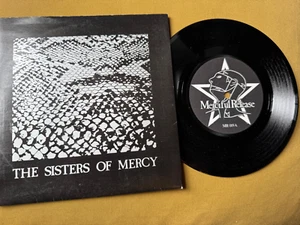 THE SISTERS OF MERCY
Merciful Release